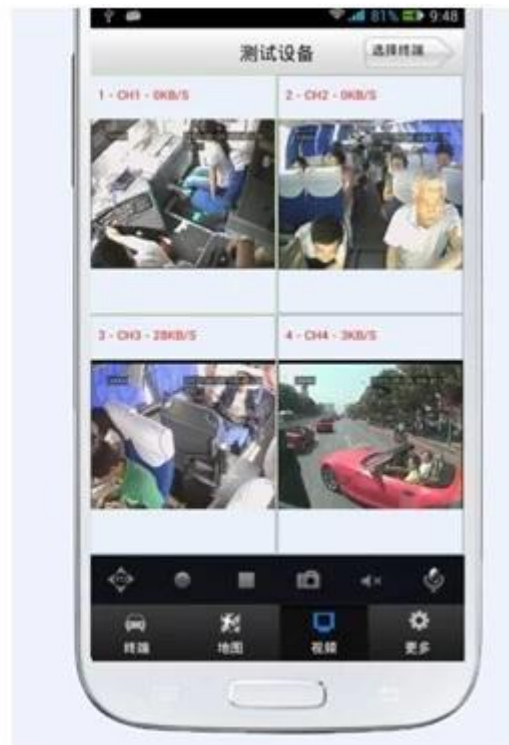 81% 9:48
测试设备
选择终端
1 - CH1 - 0KB/S
2 - CH2 - 0KB/S
3 - CH3 - 28KB/S
4 - CH4 - 3KB/S
终端
地图
视频
更多